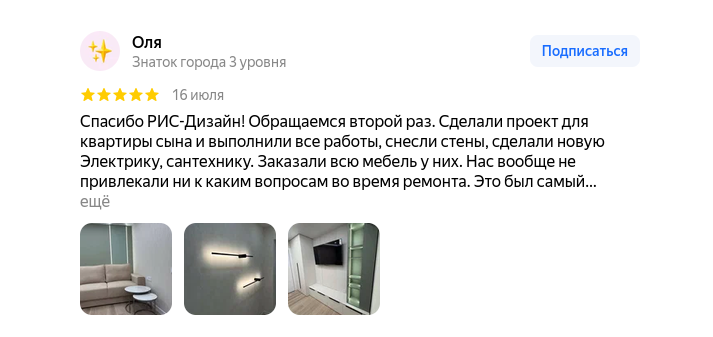 Оля
Знаток города 3 уровня
Подписаться
16 июля
Спасибо РИС-Дизайн! Обращаемся второй раз. Сделали проект для
квартиры сына и выполнили все работы, снесли стены, сделали новую
Электрику, сантехнику. Заказали всю мебель у них. Нас вообще не
привлекали ни к каким вопросам во время ремонта. Это был самый...
ещё